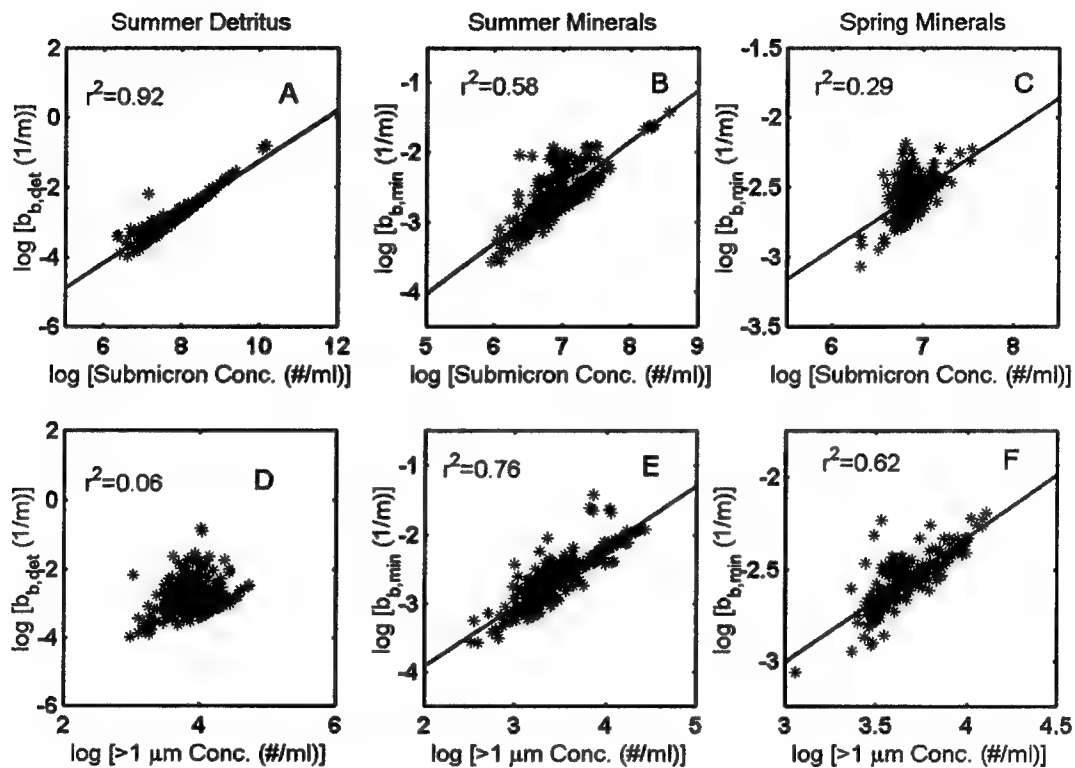 Summer Detritus
Summer Minerals
Spring Minerals
2
0
-2
-4
-6
log [b_b,det (1/m)]
r²=0.92
A
6
8
10
12
log [Submicron Conc. (#/ml)]
-1
-2
-3
-4
log [b_b,min (1/m)]
r²=0.58
B
5
6
7
8
9
log [Submicron Conc. (#/ml)]
-1.5
-2
-2.5
-3
-3.5
log [b_b,min (1/m)]
r²=0.29
C
6
7
8
log [Submicron Conc. (#/ml)]
2
0
-2
-4
-6
log [b_b,det (1/m)]
r²=0.06
D
2
4
6
log [>1 μm Conc. (#/ml)]
-1
-2
-3
-4
log [b_b,min (1/m)]
r²=0.76
E
2
3
4
5
log [>1 μm Conc. (#/ml)]
-2
-2.5
-3
log [b_b,min (1/m)]
r²=0.62
F
3
3.5
4
4.5
log [>1 μm Conc. (#/ml)]